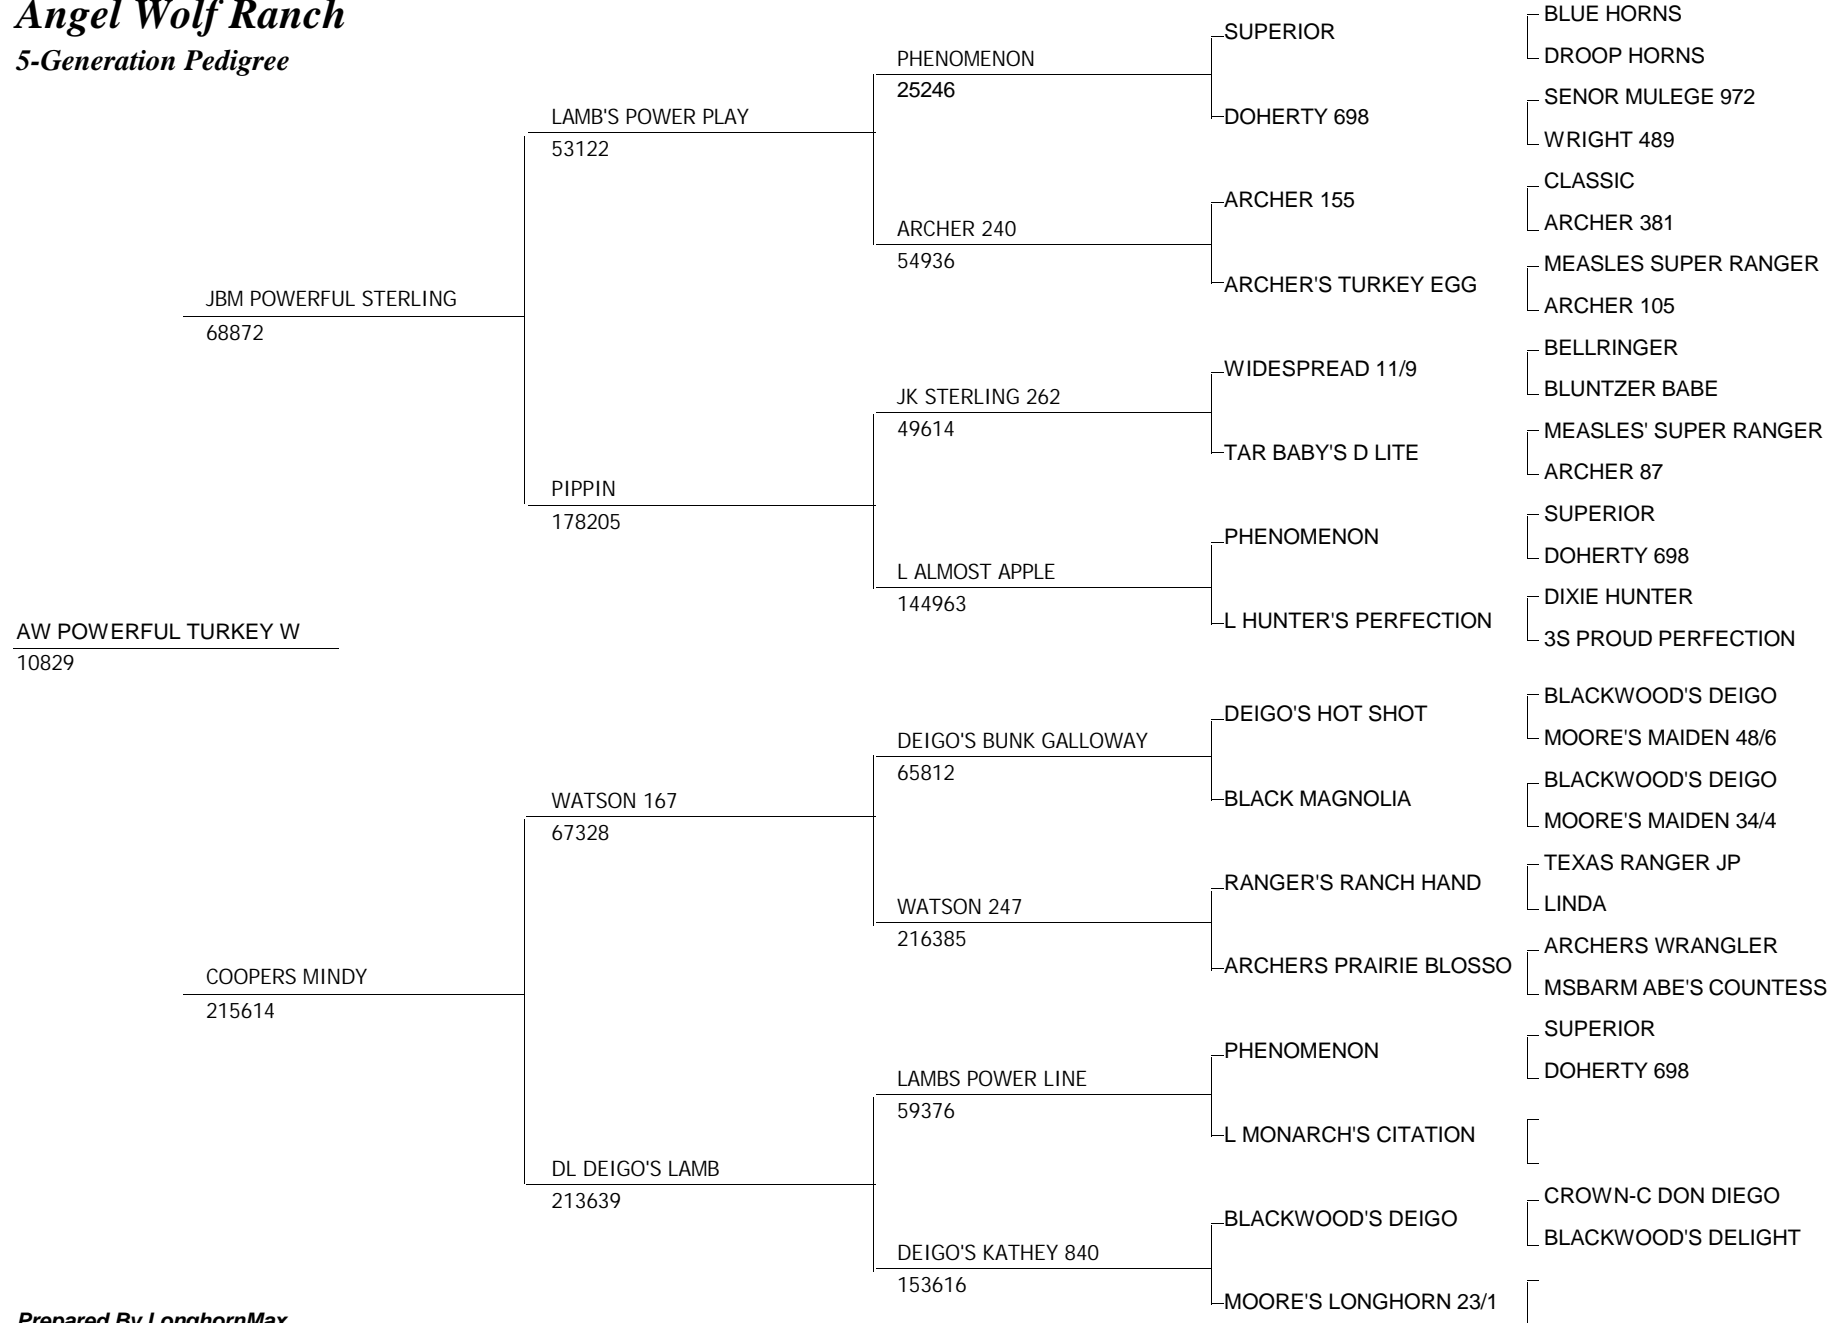 Angel Wolf Ranch
5-Generation Pedigree
AW POWERFUL TURKEY W
10829
JBM POWERFUL STERLING
68872
COOPERS MINDY
215614
LAMB'S POWER PLAY
53122
PIPPIN
178205
WATSON 167
67328
DL DEIGO'S LAMB
213639
PHENOMENON
25246
ARCHER 240
54936
JK STERLING 262
49614
L ALMOST APPLE
144963
DEIGO'S BUNK GALLOWAY
65812
WATSON 247
216385
LAMBS POWER LINE
59376
DEIGO'S KATHEY 840
153616
SUPERIOR
DOHERTY 698
ARCHER 155
ARCHER'S TURKEY EGG
WIDESPREAD 11/9
TAR BABY'S D LITE
PHENOMENON
L HUNTER'S PERFECTION
DEIGO'S HOT SHOT
BLACK MAGNOLIA
RANGER'S RANCH HAND
ARCHERS PRAIRIE BLOSSO
PHENOMENON
L MONARCH'S CITATION
BLACKWOOD'S DEIGO
MOORE'S LONGHORN 23/1
BLUE HORNS
DROOP HORNS
SENOR MULEGE 972
WRIGHT 489
CLASSIC
ARCHER 381
MEASLES SUPER RANGER
ARCHER 105
BELLRINGER
BLUNTZER BABE
MEASLES' SUPER RANGER
ARCHER 87
SUPERIOR
DOHERTY 698
DIXIE HUNTER
3S PROUD PERFECTION
BLACKWOOD'S DEIGO
MOORE'S MAIDEN 48/6
BLACKWOOD'S DEIGO
MOORE'S MAIDEN 34/4
TEXAS RANGER JP
LINDA
ARCHERS WRANGLER
MSBARM ABE'S COUNTESS
SUPERIOR
DOHERTY 698
CROWN-C DON DIEGO
BLACKWOOD'S DELIGHT
Prepared By LonghornMax